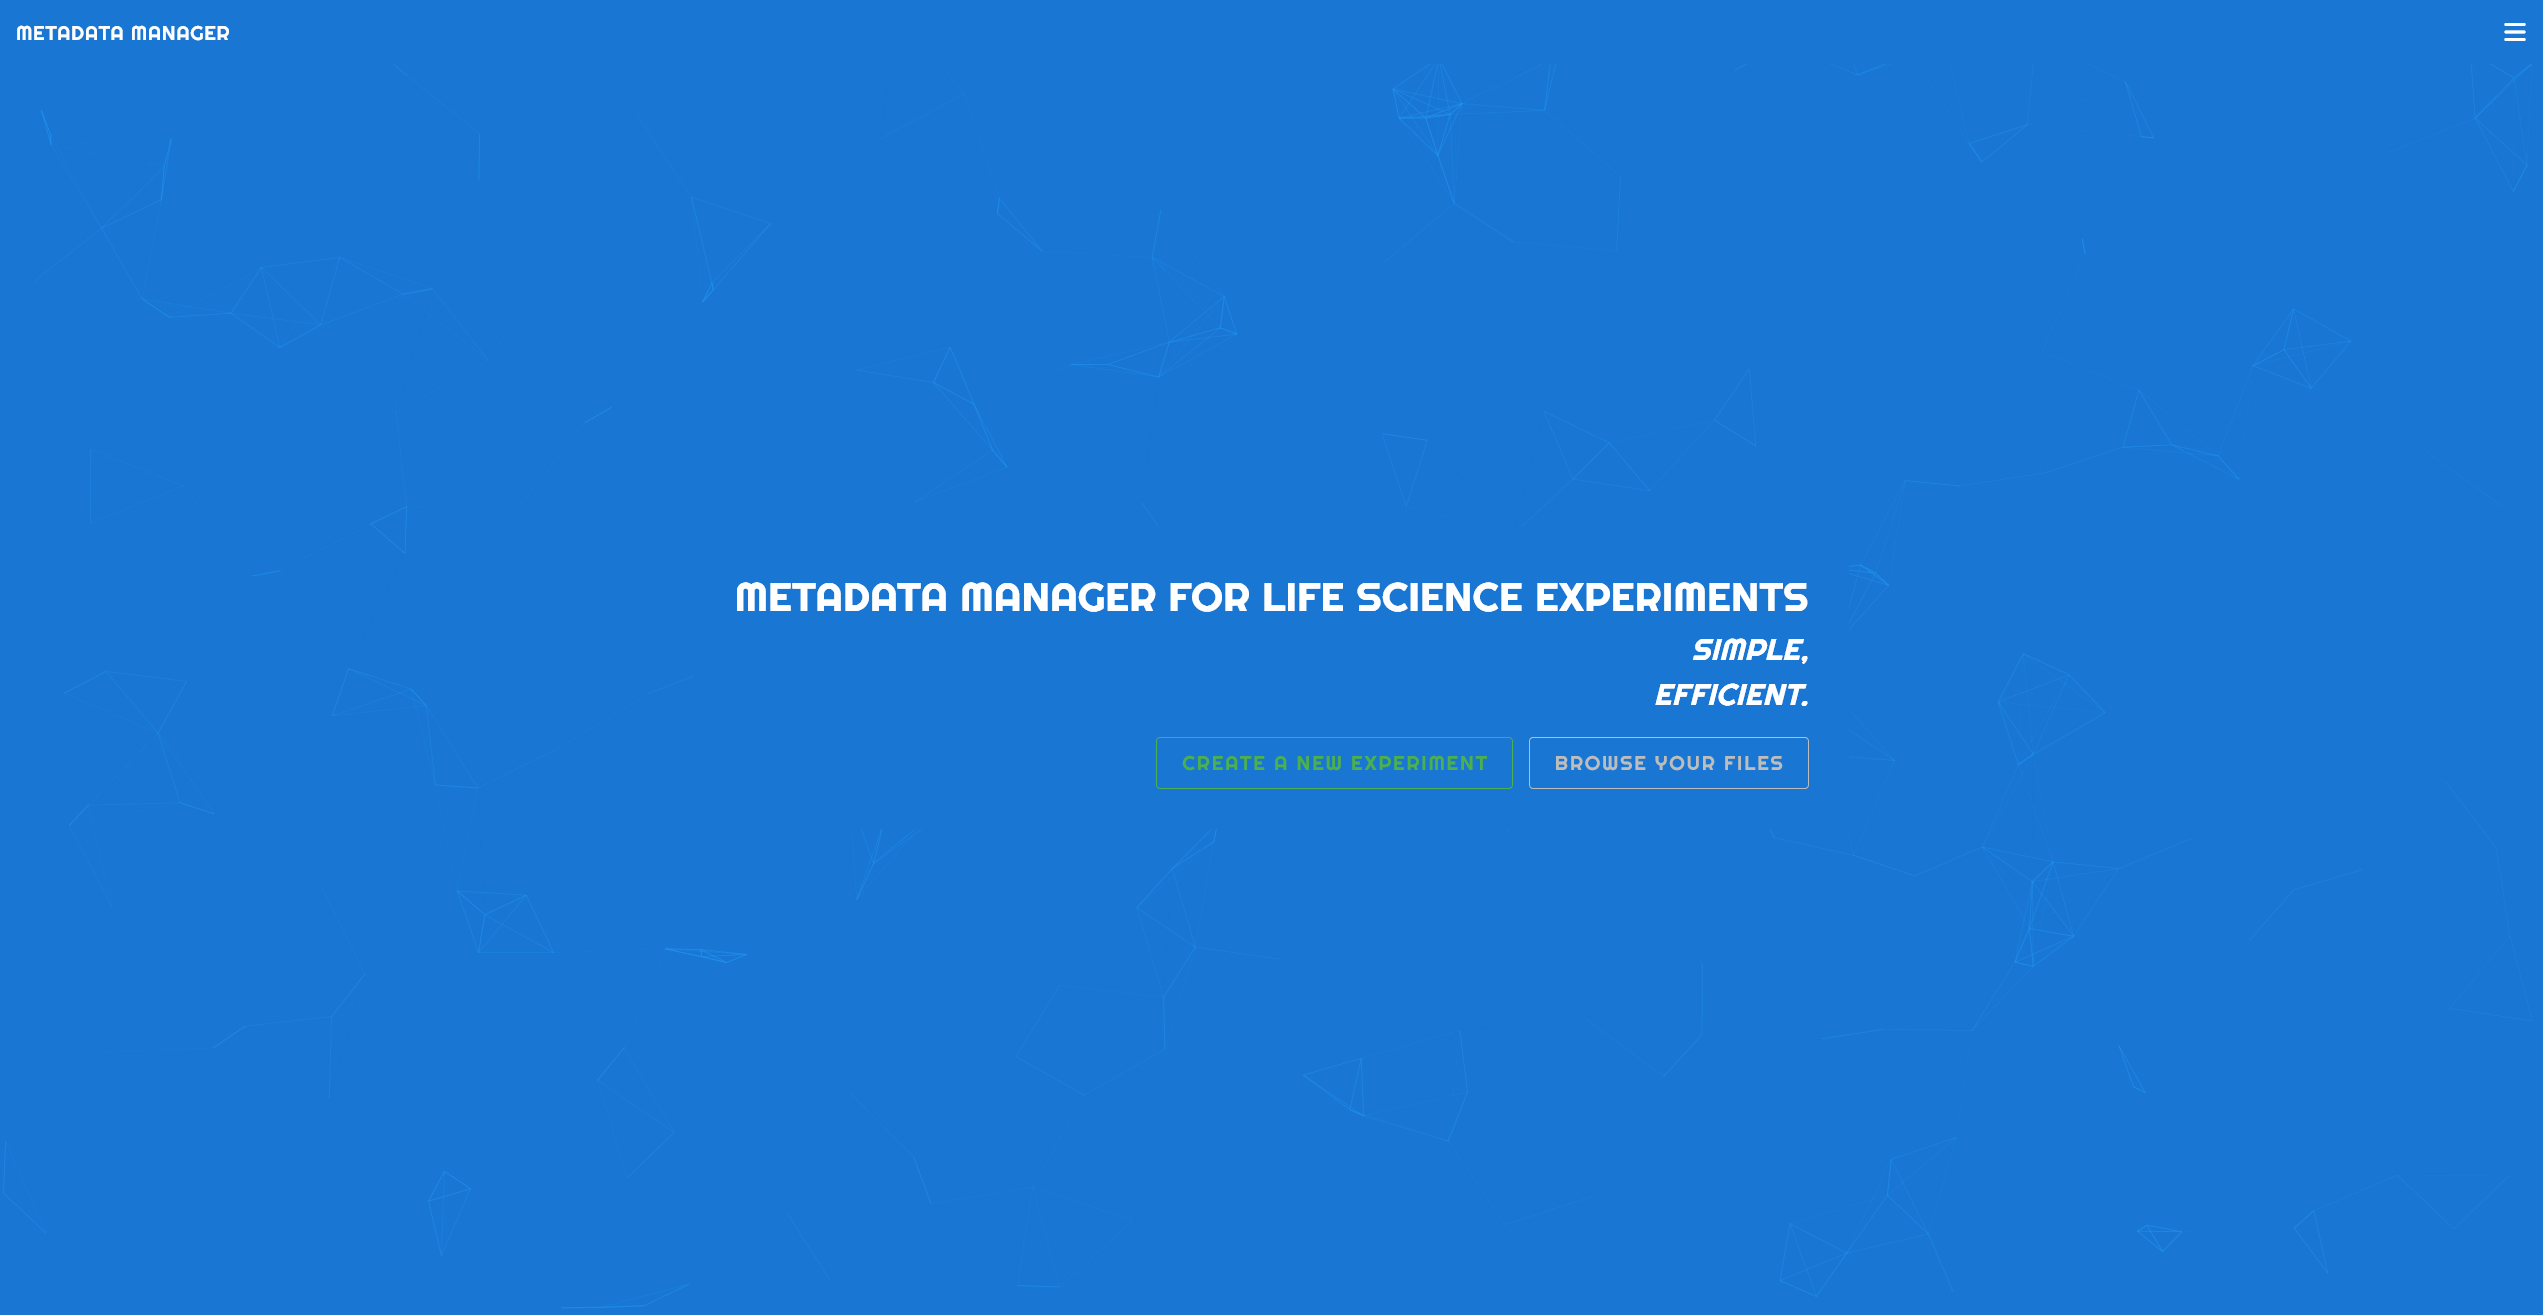 METADATA MANAGER
METADATA MANAGER FOR LIFE SCIENCE EXPERIMENTS
SIMPLE,
EFFICIENT.
CREATE A NEW EXPERIMENT
BROWSE YOUR FILES